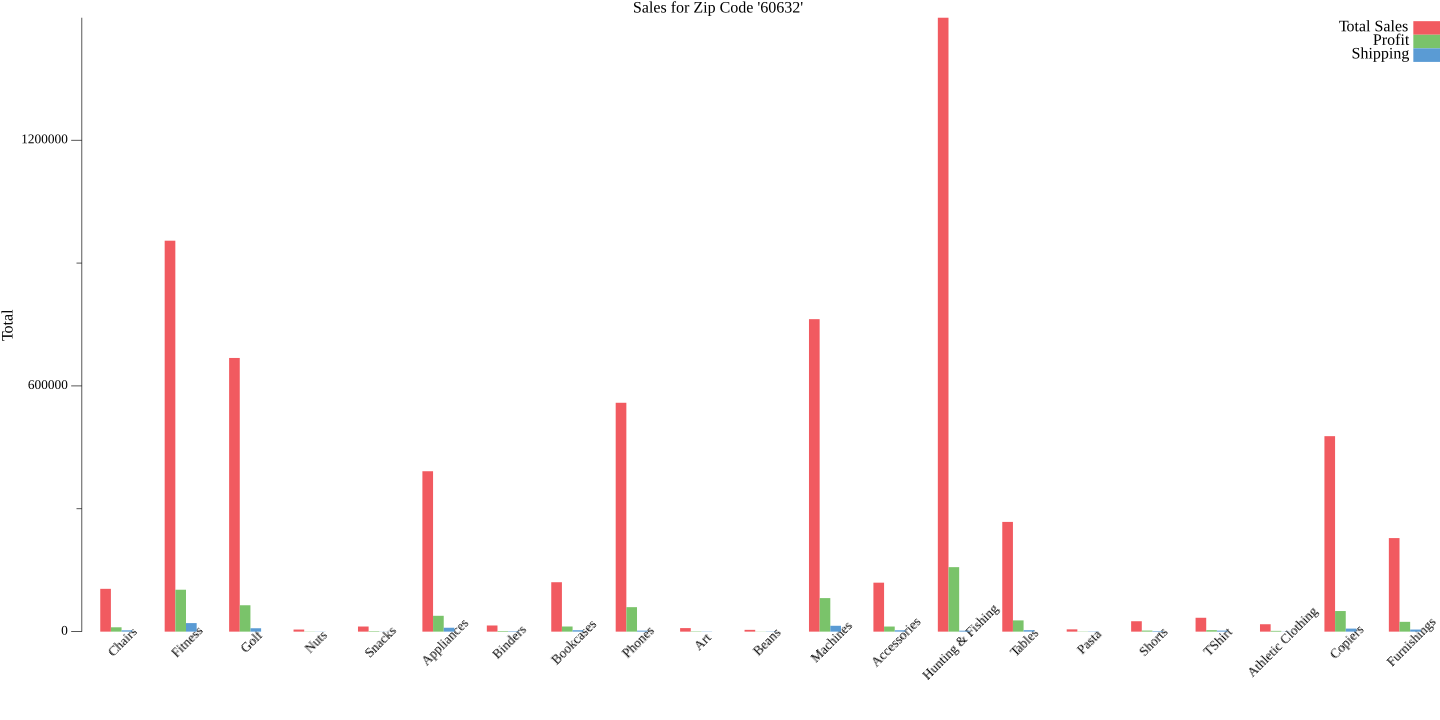 Sales for Zip Code '60632'
Total Sales
Profit
Shipping
1200000
600000
0
Total
Chairs
Fitness
Golf
Nuts
Snacks
Appliances
Binders
Bookcases
Phones
Art
Beans
Machines
Accessories
Hunting & Fishing
Tables
Pasta
Shorts
TShirt
Athletic Clothing
Copiers
Furnishings